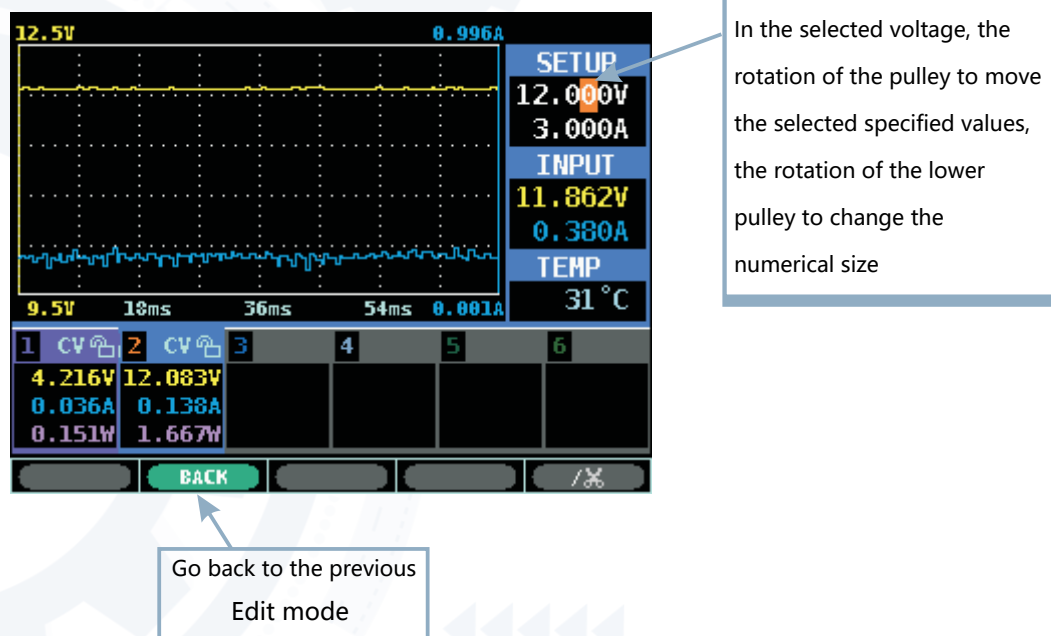 12.5V 0.996A
SETUP
12.000V
3.000A
INPUT
11.862V
0.380A
TEMP
31°C
9.5V 18ms 36ms 54ms 0.001A
1 CV 2 CV 3 4 5 6
4.216V 12.083V
0.036A 0.138A
0.151W 1.667W
BACK /
In the selected voltage, the
rotation of the pulley to move
the selected specified values,
the rotation of the lower
pulley to change the
numerical size
Go back to the previous
Edit mode